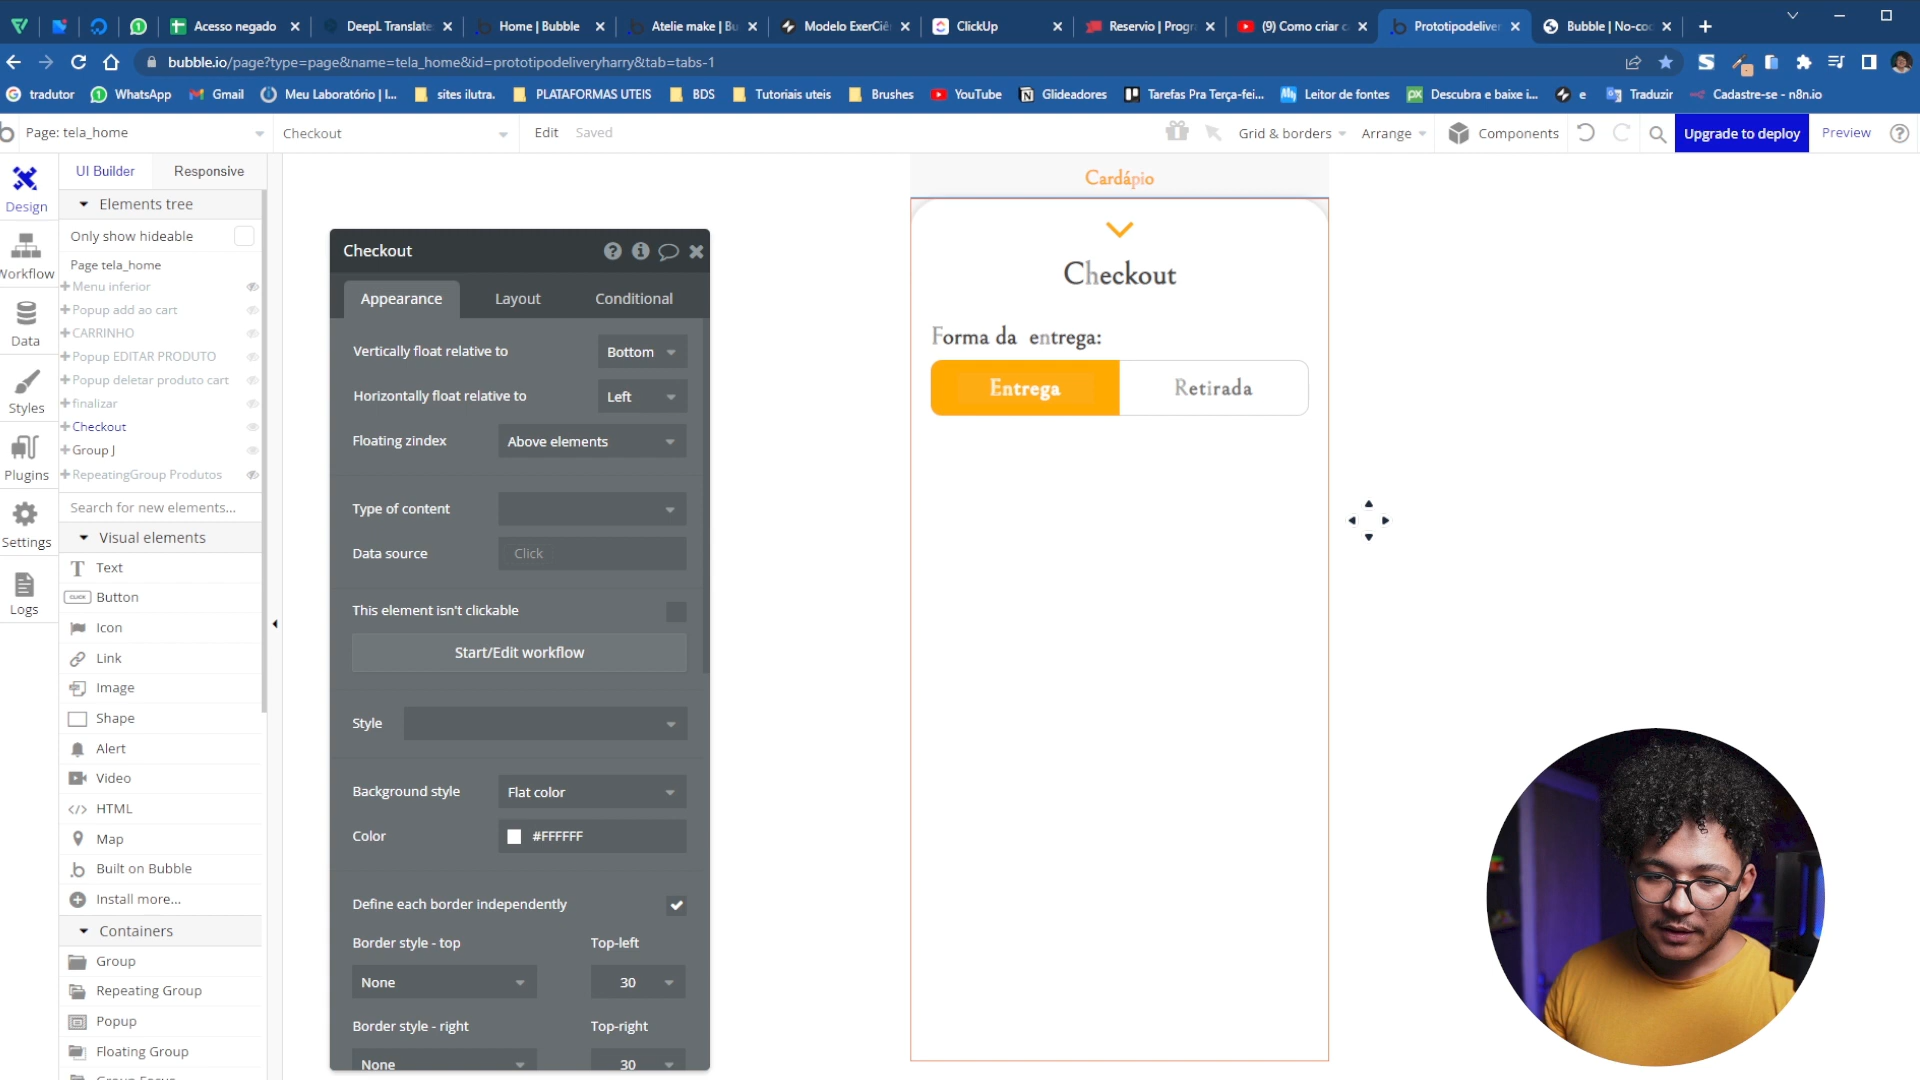 Acesso negado
DeepL Translate
Home | Bubble
Atelie make | Bu
Modelo ExerCiê
ClickUp
Reservio | Progr
(9) Como criar c
Prototipodeliver
Bubble | No-co
bubble.io/page?type=page&name=tela_home&id=prototipodeliveryharry&tab=tabs-1
tradutor
WhatsApp
Gmail
Meu Laboratório | I...
sites ilutra.
PLATAFORMAS UTEIS
BDS
Tutoriais uteis
Brushes
YouTube
Glideadores
Tarefas Pra Terça-fei...
Leitor de fontes
Descubra e baixe i...
e
Traduzir
Cadastre-se - n8n.io
Page: tela_home
Checkout
Edit
Saved
Grid & borders
Arrange
Components
Upgrade to deploy
Preview
Design
Workflow
Data
Styles
Plugins
Settings
Logs
UI Builder
Responsive
Elements tree
Only show hideable
Page tela_home
Menu inferior
Popup add ao cart
CARRINHO
Popup EDITAR PRODUTO
Popup deletar produto cart
finalizar
Checkout
Group J
RepeatingGroup Produtos
Search for new elements...
Visual elements
Text
CLICK
Button
Icon
Link
Image
Shape
Alert
Video
HTML
Map
Built on Bubble
Install more...
Containers
Group
Repeating Group
Popup
Floating Group
Group Focus
Checkout
Appearance
Layout
Conditional
Vertically float relative to
Bottom
Horizontally float relative to
Left
Floating zindex
Above elements
Type of content
Data source
Click
This element isn't clickable
Start/Edit workflow
Style
Background style
Flat color
Color
#FFFFFF
Define each border independently
Border style - top
Top-left
None
30
Border style - right
Top-right
None
30
Cardápio
Checkout
Forma da entrega:
Entrega
Retirada